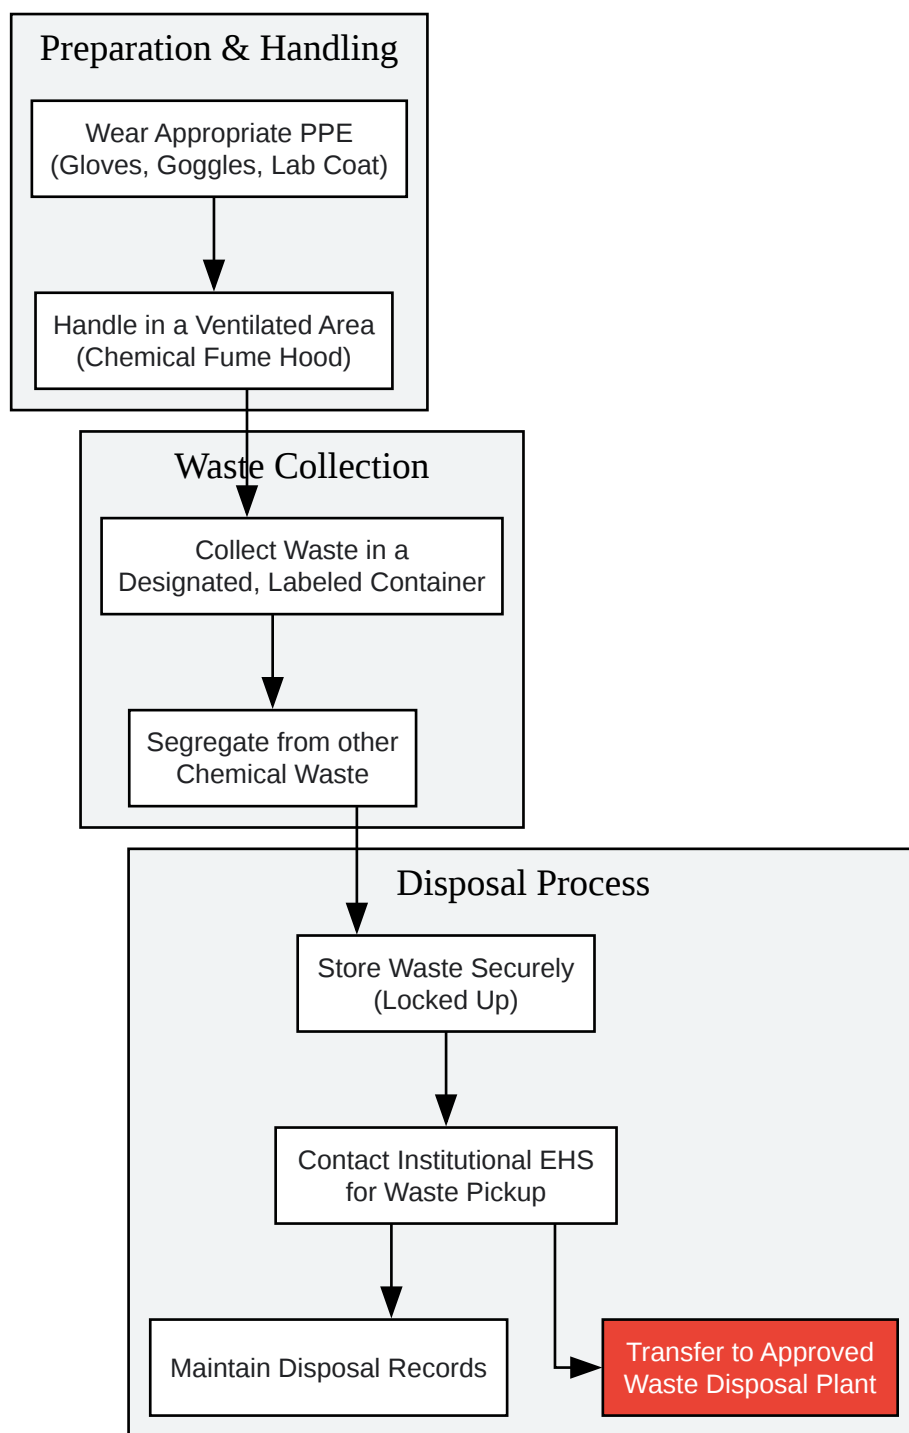 Preparation & Handling
Wear Appropriate PPE
(Gloves, Goggles, Lab Coat)
Handle in a Ventilated Area
(Chemical Fume Hood)
Waste Collection
Collect Waste in a
Designated, Labeled Container
Segregate from other
Chemical Waste
Disposal Process
Store Waste Securely
(Locked Up)
Contact Institutional EHS
for Waste Pickup
Maintain Disposal Records
Transfer to Approved
Waste Disposal Plant